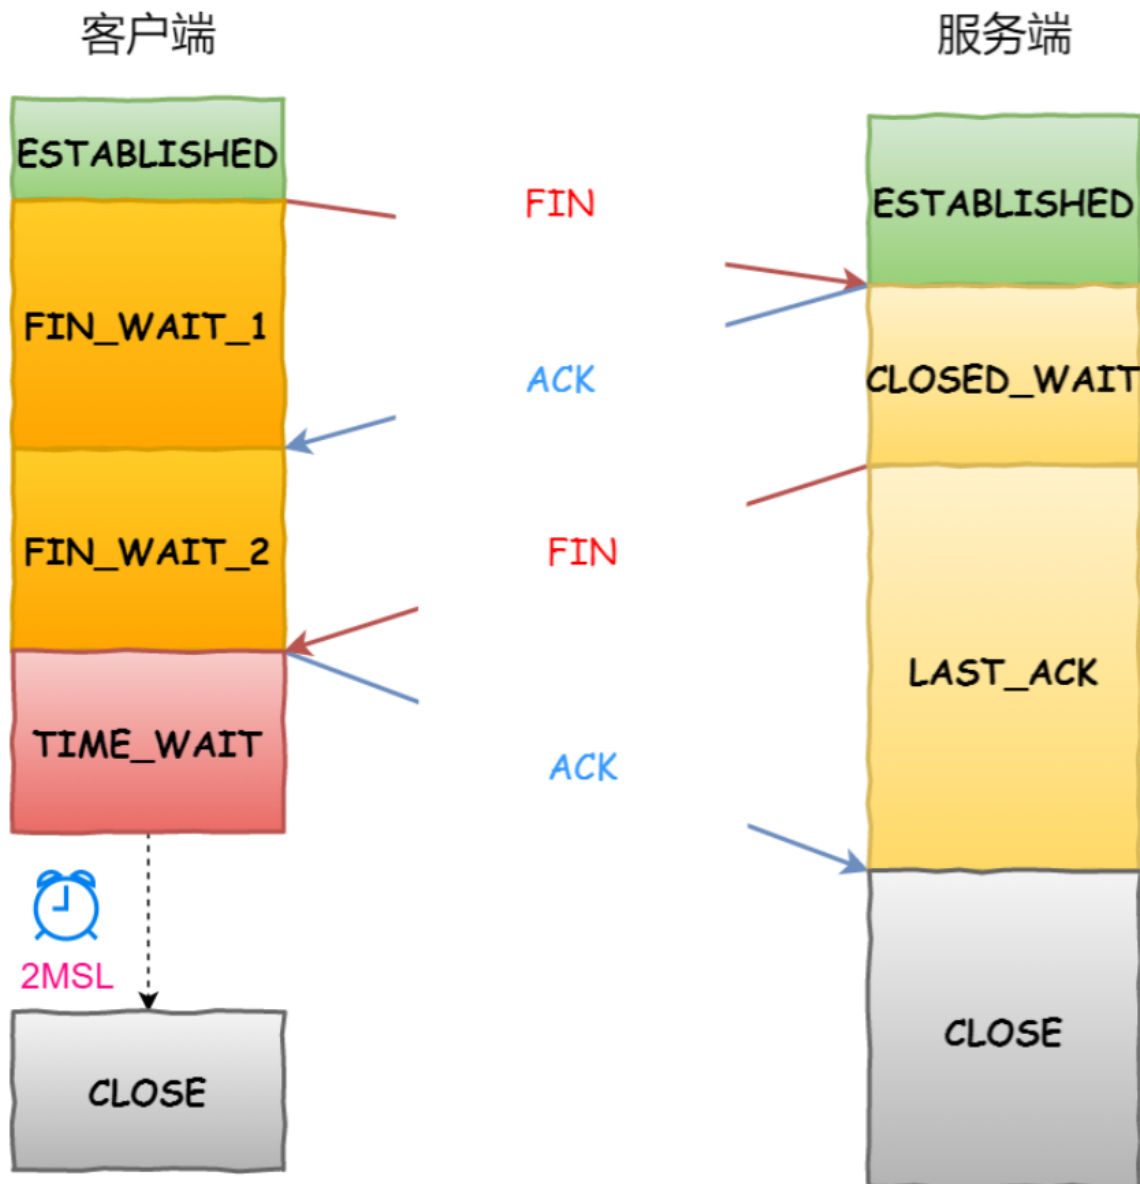 客户端
服务端
ESTABLISHED
FIN
ESTABLISHED
FIN_WAIT_1
ACK
CLOSED_WAIT
FIN_WAIT_2
FIN
LAST_ACK
TIME_WAIT
ACK
2MSL
CLOSE
CLOSE